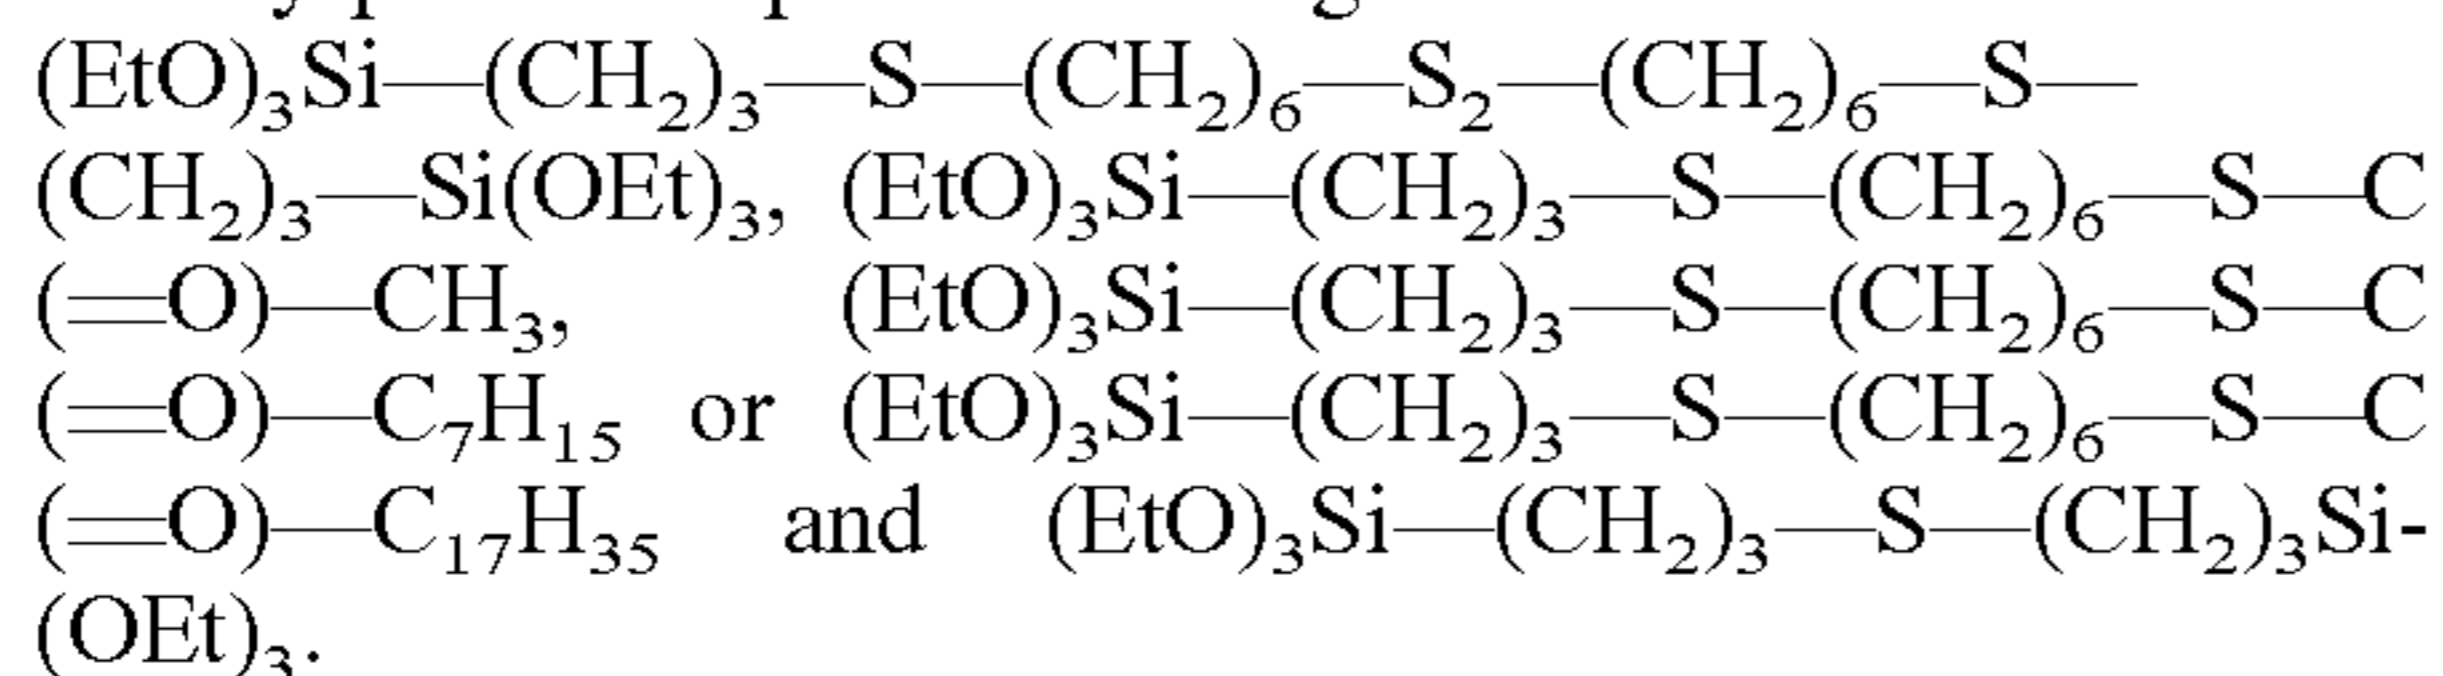 (EtO)₃Si—(CH₂)₃—S—(CH₂)₆—S₂—(CH₂)₆—S—
(CH₂)₃—Si(OEt)₃, (EtO)₃Si—(CH₂)₃—S—(CH₂)₆—S—C
(=O)—CH₃, (EtO)₃Si—(CH₂)₃—S—(CH₂)₆—S—C
(=O)—C₇H₁₅ or (EtO)₃Si—(CH₂)₃—S—(CH₂)₆—S—C
(=O)—C₁₇H₃₅ and (EtO)₃Si—(CH₂)₃—S—(CH₂)₃Si-
(OEt)₃.